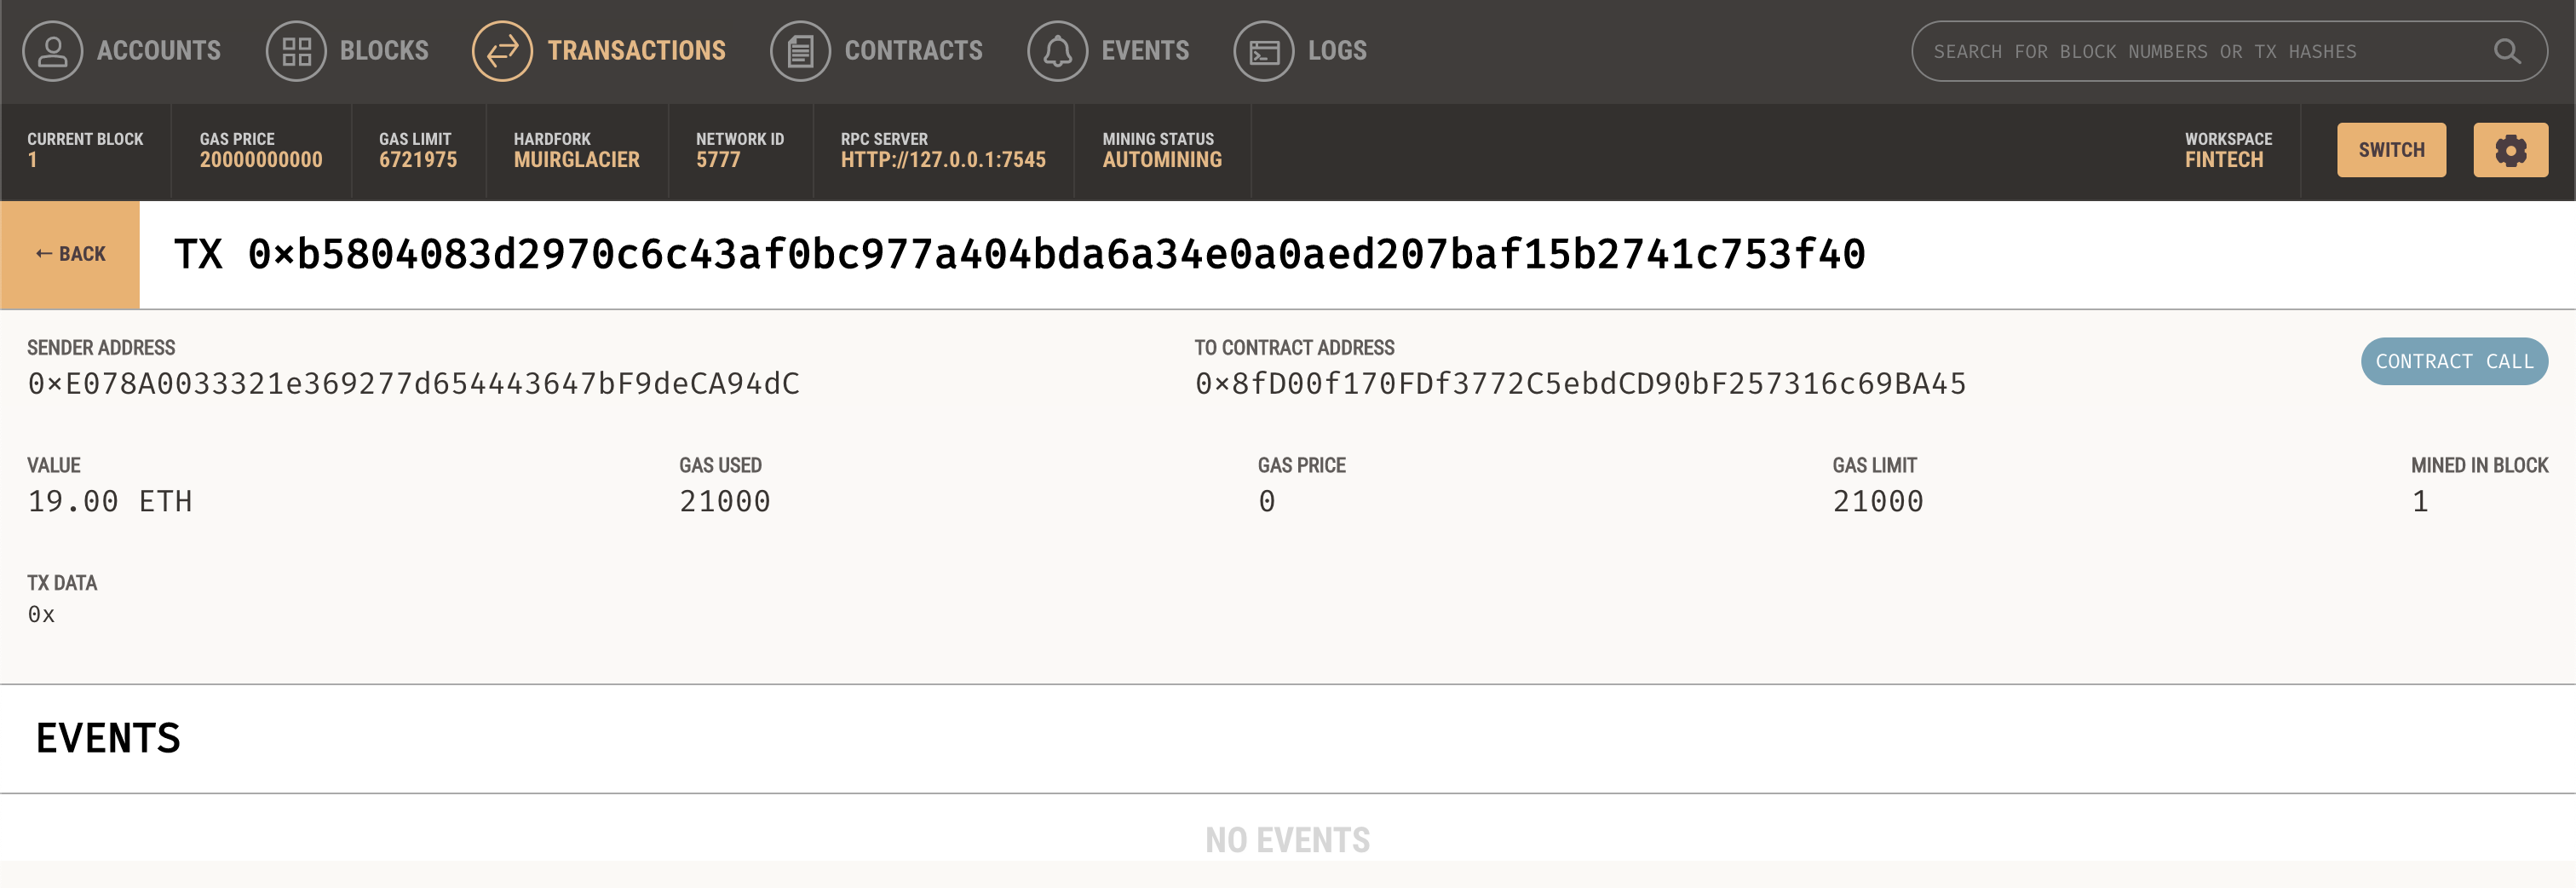 ACCOUNTS BLOCKS TRANSACTIONS CONTRACTS EVENTS LOGS SEARCH FOR BLOCK NUMBERS OR TX HASHES
CURRENT BLOCK GAS PRICE GAS LIMIT HARDFORK NETWORK ID RPC SERVER MINING STATUS WORKSPACE
1 20000000000 6721975 MUIRGLACIER 5777 HTTP://127.0.0.1:7545 AUTOMINING FINTECH SWITCH
← BACK TX 0×b5804083d2970c6c43af0bc977a404bda6a34e0a0aed207baf15b2741c753f40
SENDER ADDRESS TO CONTRACT ADDRESS
0×E078A0033321e369277d654443647bF9deCA94dC 0×8fD00f170FDf3772C5ebdCD90bF257316c69BA45 CONTRACT CALL
VALUE GAS USED GAS PRICE GAS LIMIT MINED IN BLOCK
19.00 ETH 21000 0 21000 1
TX DATA
0x
EVENTS
NO EVENTS